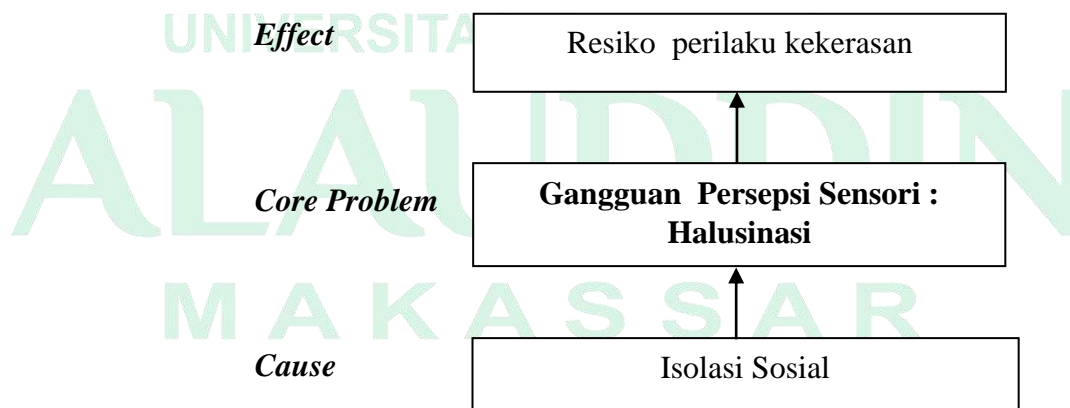 UNIVERSITA
Effect
Resiko perilaku kekerasan
ALAUDDIN
Core Problem
Gangguan Persepsi Sensori :
Halusinasi
MAKASSAR
Cause
Isolasi Sosial